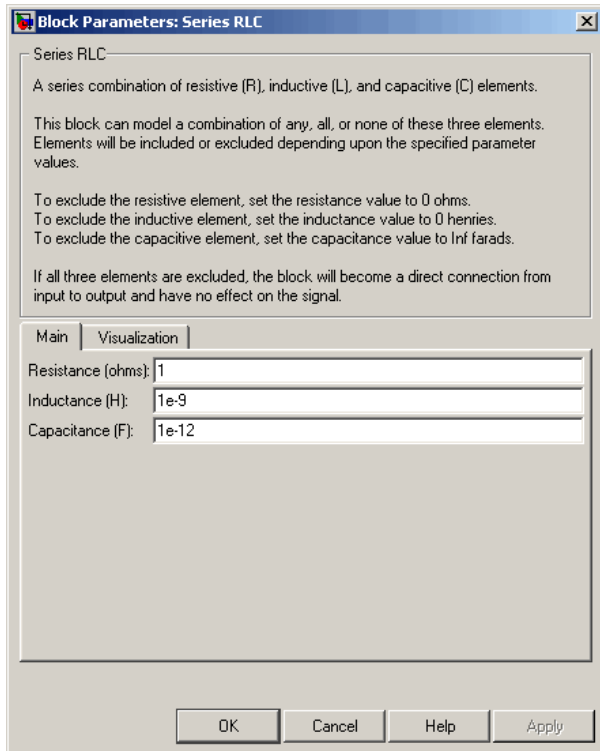 Block Parameters: Series RLC
Series RLC
A series combination of resistive (R), inductive (L), and capacitive (C) elements.
This block can model a combination of any, all, or none of these three elements.
Elements will be included or excluded depending upon the specified parameter
values.
To exclude the resistive element, set the resistance value to 0 ohms.
To exclude the inductive element, set the inductance value to 0 henries.
To exclude the capacitive element, set the capacitance value to Inf farads.
If all three elements are excluded, the block will become a direct connection from
input to output and have no effect on the signal.
Main Visualization
Resistance (ohms): 1
Inductance (H): 1e-9
Capacitance (F): 1e-12
OK Cancel Help Apply